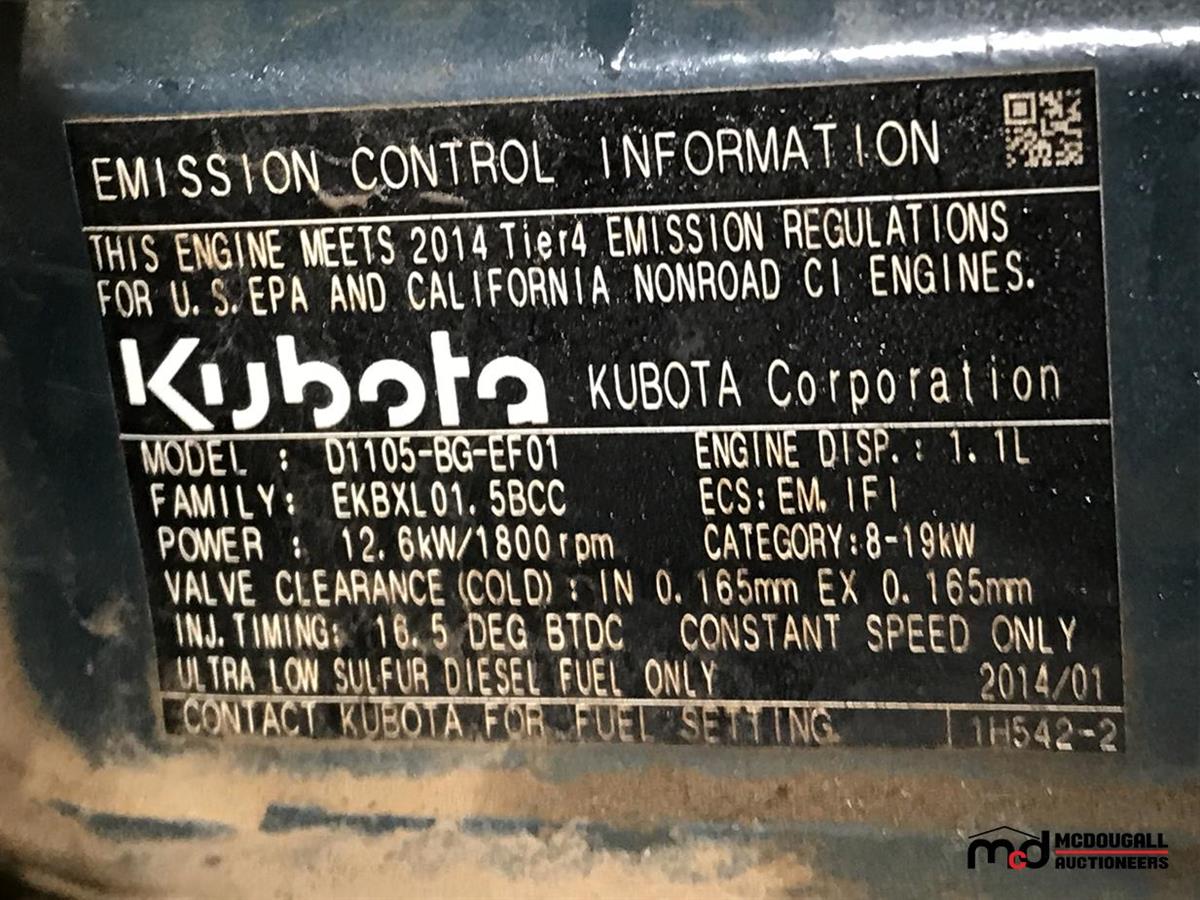 EMISSION CONTROL INFORMATION
THIS ENGINE MEETS 2014 Tier4 EMISSION REGULATIONS
FOR U.S.EPA AND CALIFORNIA NONROAD CI ENGINES.
Kubota KUBOTA Corporation
MODEL : D1105-BG-EF01 ENGINE DISP.: 1.1L
FAMILY: EKBXL01.5BCC ECS: EM, IFI
POWER : 12.6kW/1800rpm CATEGORY:8-19kW
VALVE CLEARANCE(COLD): IN 0.165mm EX 0.165mm
INJ.TIMING: 16.5 DEG BTDC CONSTANT SPEED ONLY
ULTRA LOW SULFUR DIESEL FUEL ONLY 2014/01
CONTACT KUBOTA FOR FUEL SETTING. 1H542-2
mcd MCDOUGALL
AUCTIONEERS